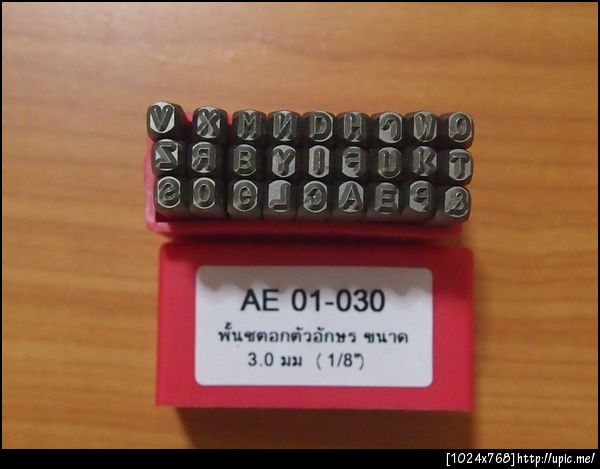 V X M N D H J W Q
Z R B Y I F U K T
S O G L C A E P &
AE 01-030
พั้นซตอกตัวอักษร ขนาด
3.0 มม ( 1/8")
[1024x768]http://upic.me/